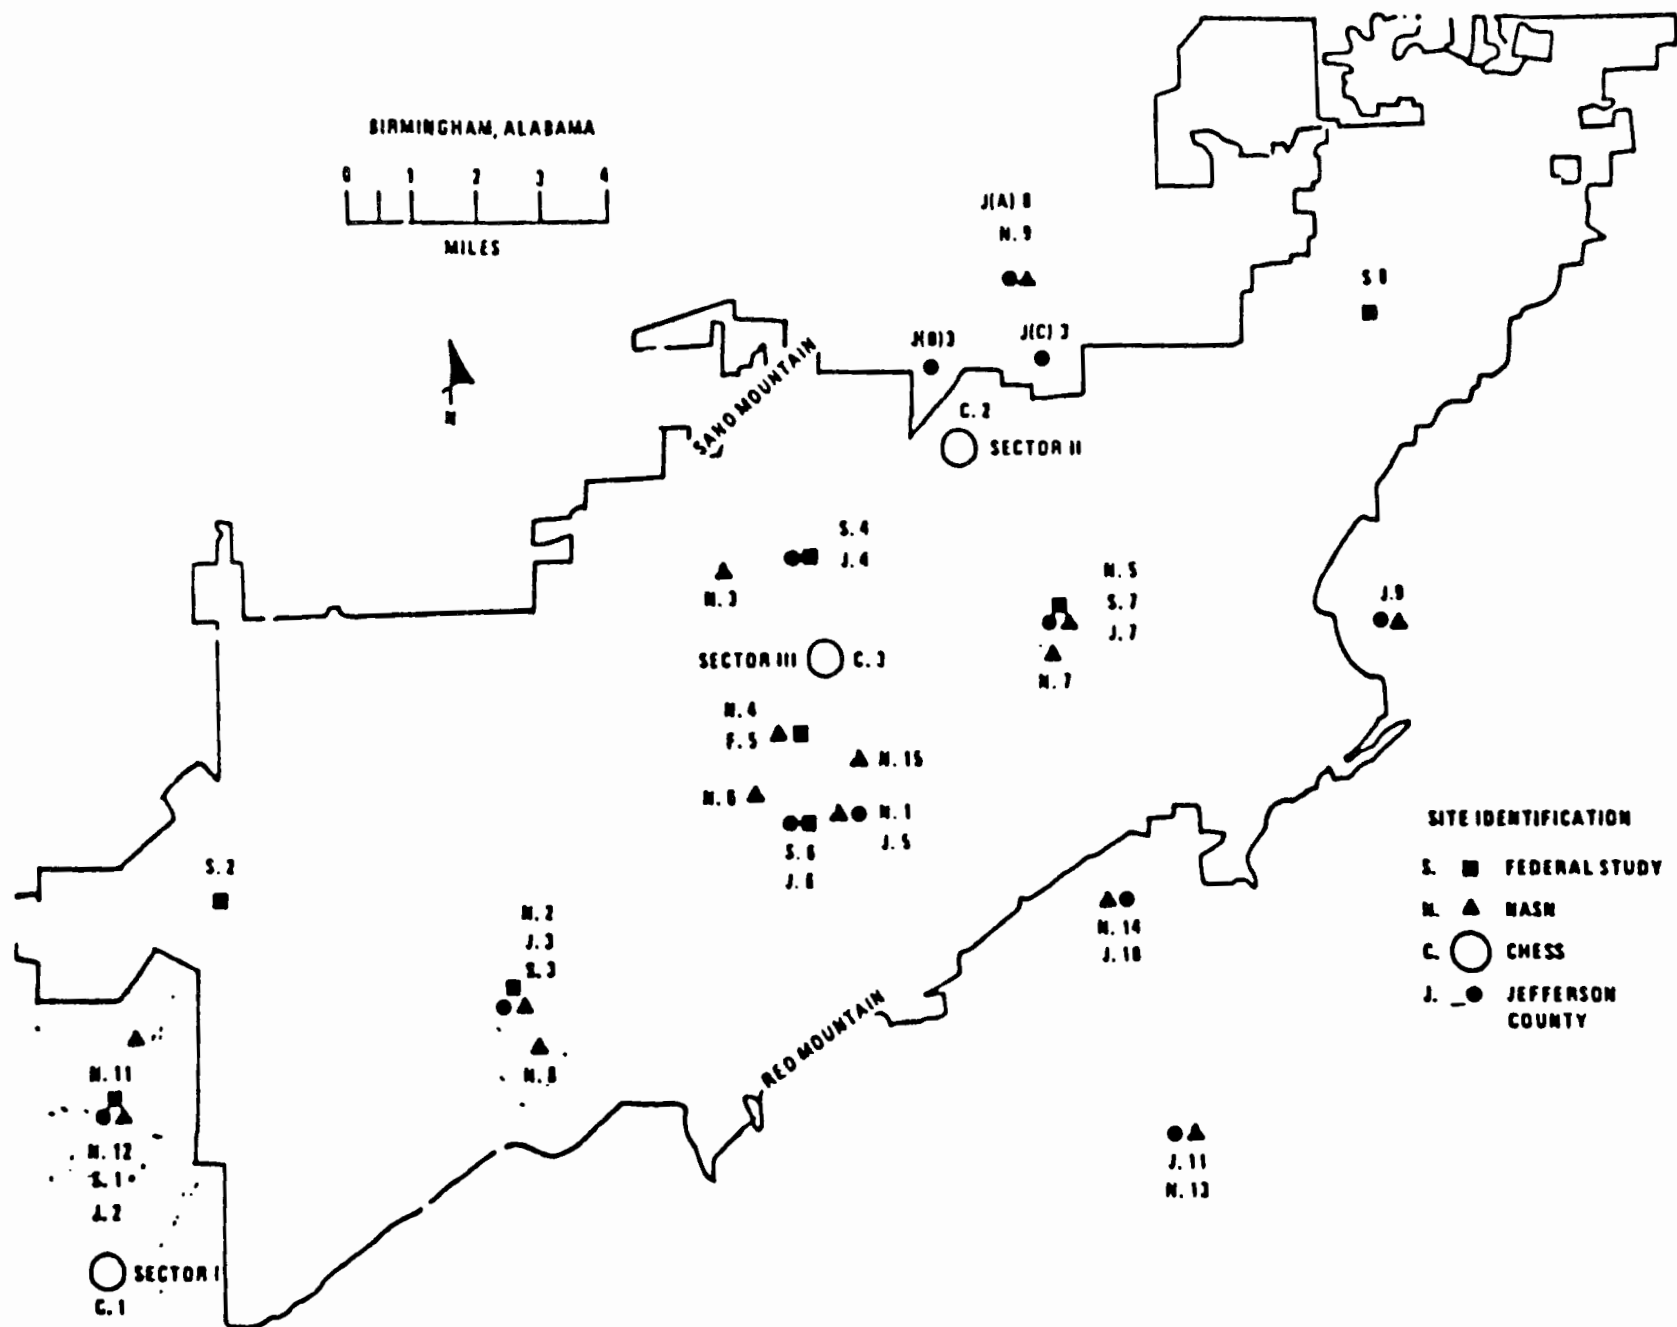 BIRMINGHAM, ALABAMA
0 1 2 3 4
MILES
N
J(A) 8
N. 9
S 8
J(B) 3
J(C) 3
SAND MOUNTAIN
C. 2
SECTOR II
S. 4
J. 4
N. 3
N. 5
S. 7
J. 7
N. 7
J. 9
SECTOR III
C. 3
N. 4
F. 5
N. 15
N. 6
N. 1
J. 5
S. 6
J. 6
SITE IDENTIFICATION
S. FEDERAL STUDY
N. NASN
C. CHESS
J. JEFFERSON
COUNTY
S. 2
N. 2
J. 3
S. 3
N. 8
N. 14
J. 10
RED MOUNTAIN
N. 11
N. 12
S. 1
J. 2
SECTOR I
C. 1
J. 11
N. 13